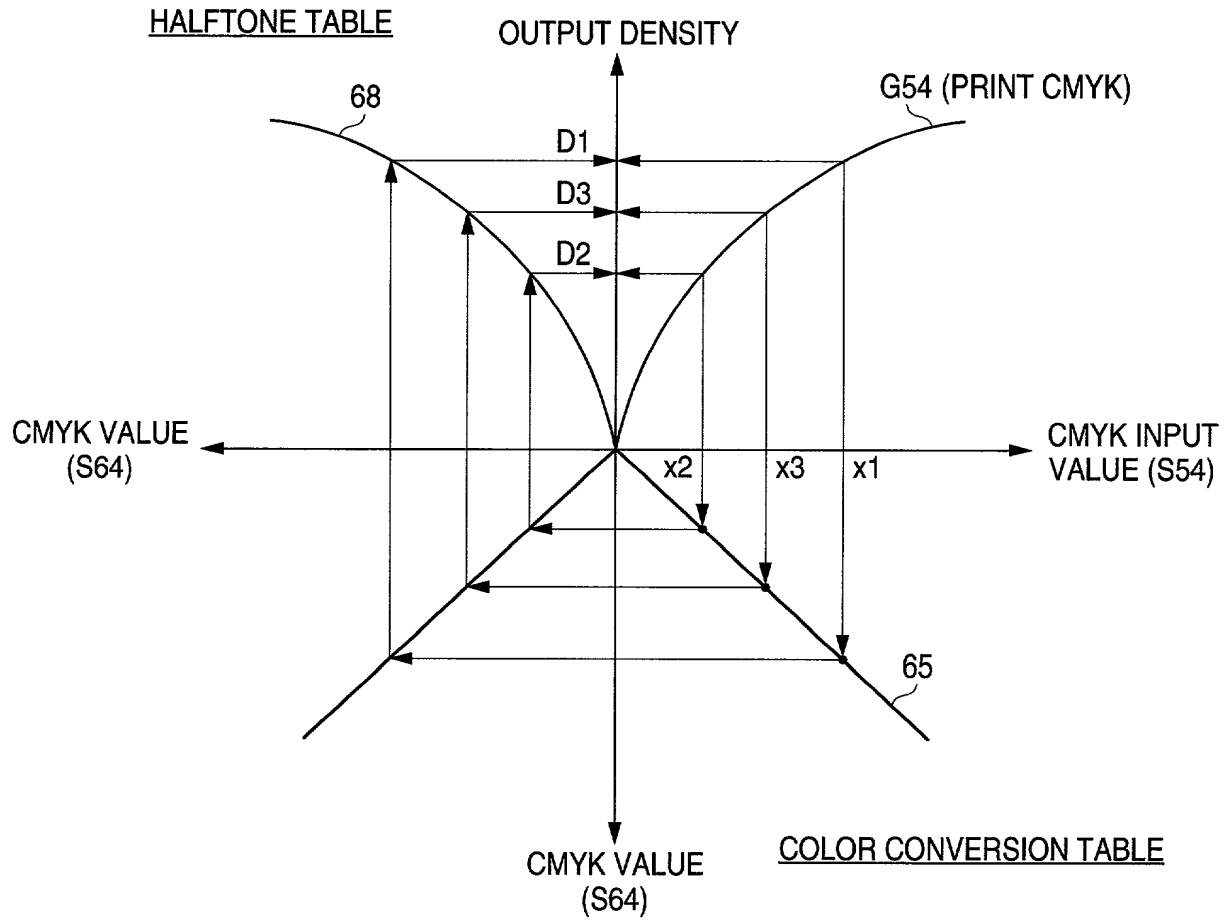 HALFTONE TABLE
OUTPUT DENSITY
68
G54 (PRINT CMYK)
D1
D3
D2
CMYK VALUE
(S64)
x2
x3
x1
CMYK INPUT
VALUE (S54)
65
CMYK VALUE
(S64)
COLOR CONVERSION TABLE